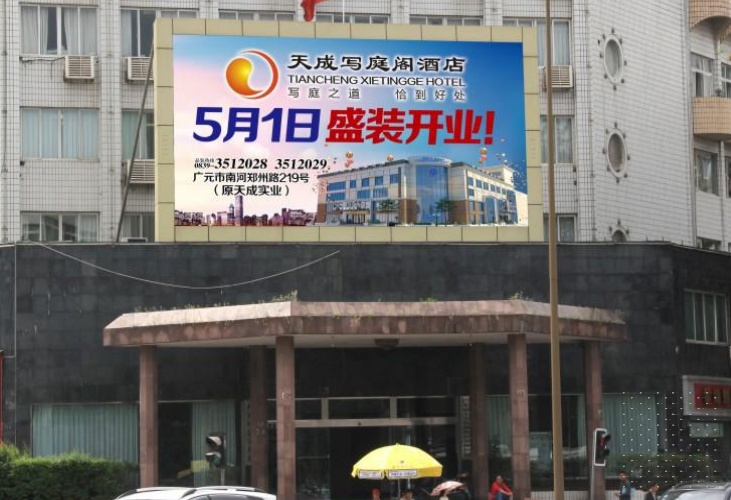 天成写庭阁酒店
TIANCHENG XIETINGGE HOTEL
写庭之道 恰到好处
5月1日盛装开业!
0839-3512028 3512029
广元市南河郑州路219号
(原天成实业)